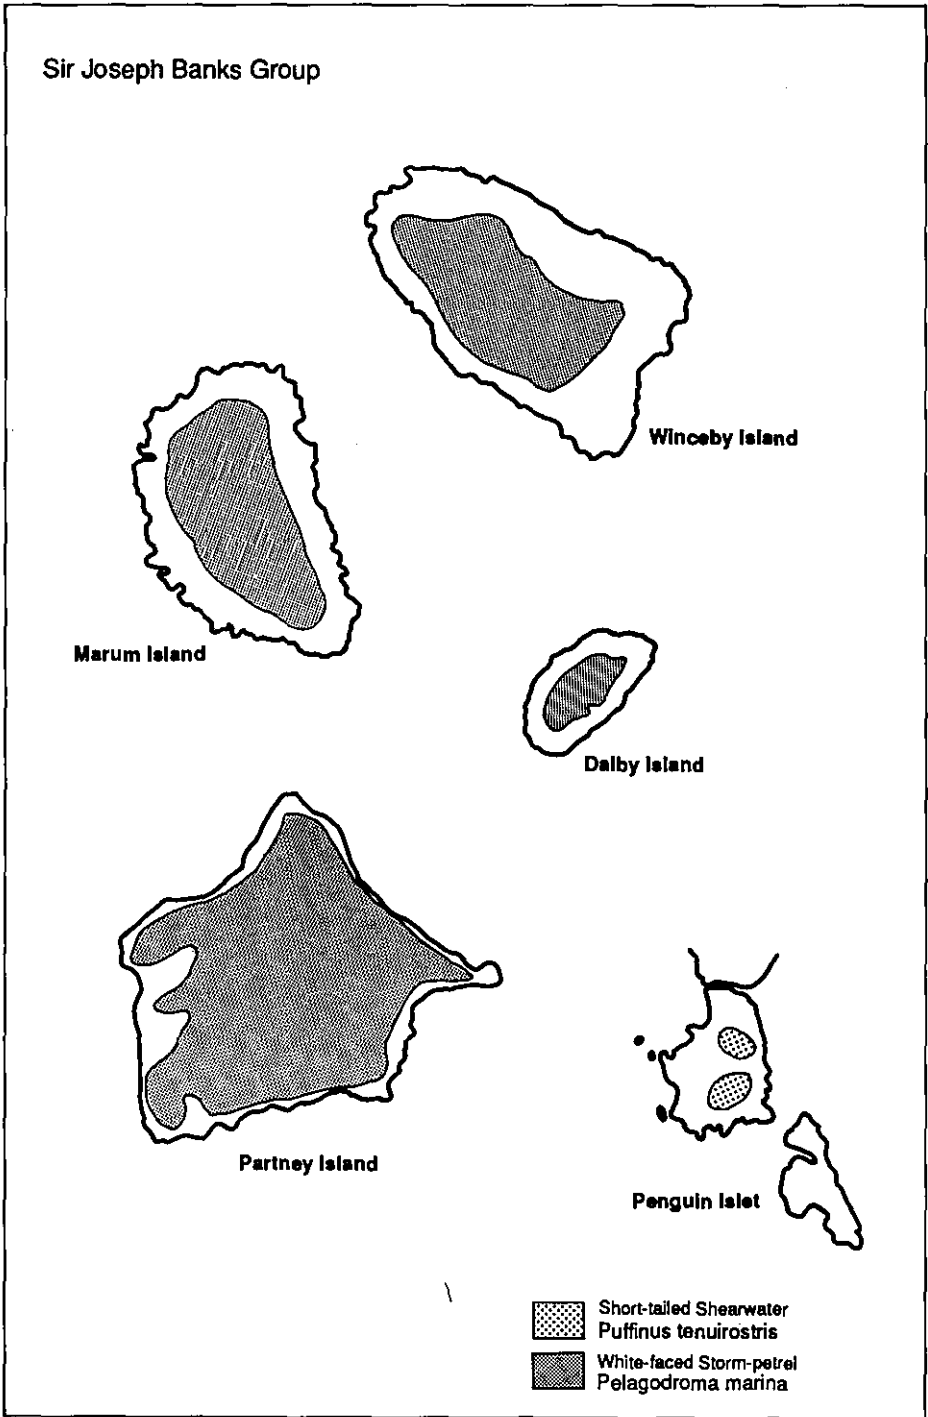 Sir Joseph Banks Group
Winceby Island
Marum Island
Dalby Island
Partney Island
Penguin Islet
Short-tailed Shearwater
Puffinus tenuirostris
White-faced Storm-petrel
Pelagodroma marina